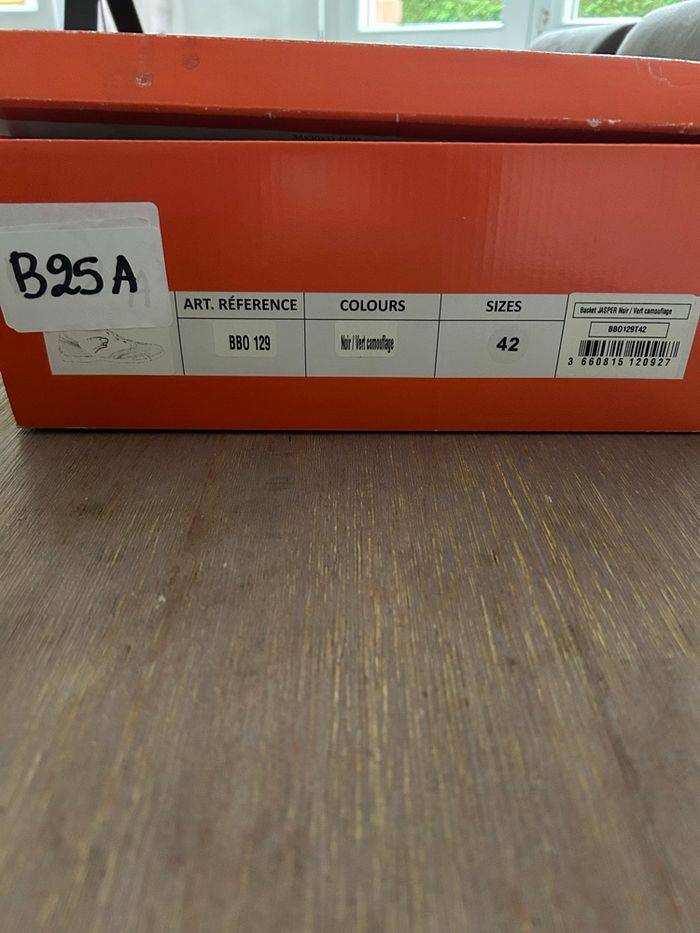 B25A
ART. RÉFERENCE COLOURS SIZES
BBO 129 Noir / Vert camouflage 42
Basket JASPER Noir / Vert camouflage
BBO129T42
3 660815 120927